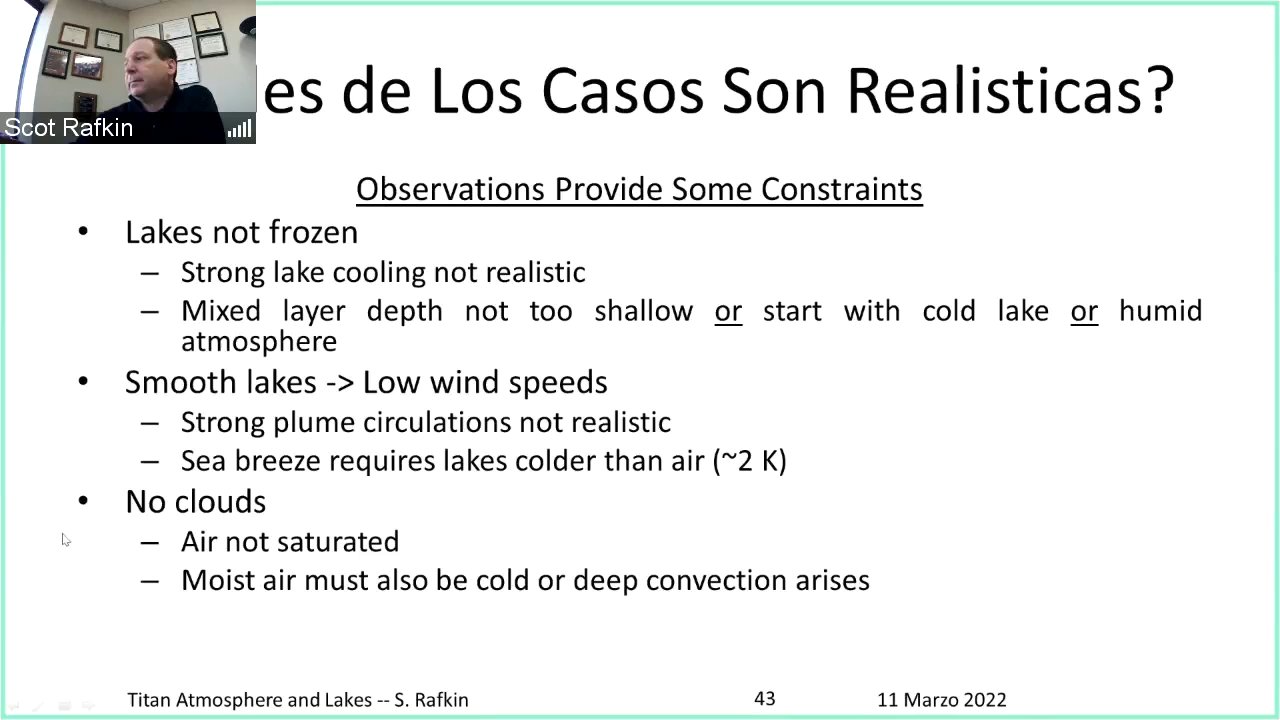 es de Los Casos Son Realisticas?
Scot Rafkin
Observations Provide Some Constraints
• Lakes not frozen
– Strong lake cooling not realistic
– Mixed layer depth not too shallow or start with cold lake or humid
atmosphere
• Smooth lakes -> Low wind speeds
– Strong plume circulations not realistic
– Sea breeze requires lakes colder than air (~2 K)
• No clouds
– Air not saturated
– Moist air must also be cold or deep convection arises
Titan Atmosphere and Lakes -- S. Rafkin 43 11 Marzo 2022